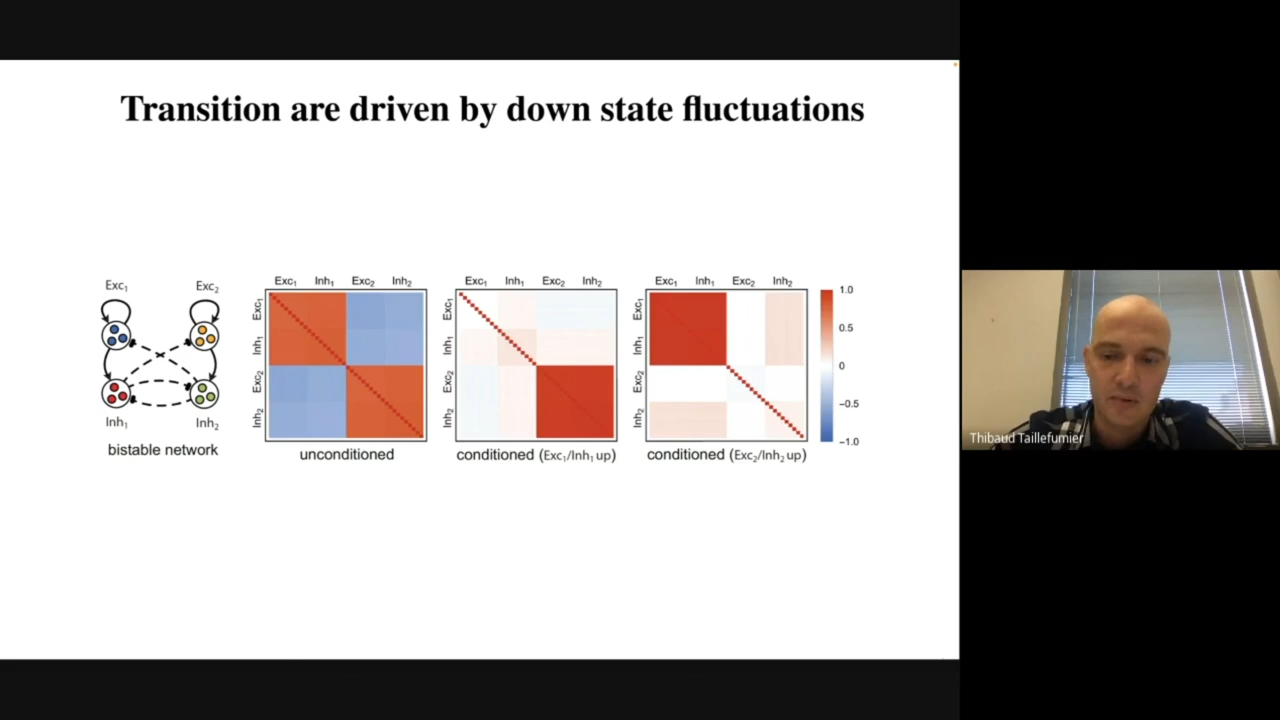 Transition are driven by down state fluctuations
Exc₁
Exc₂
Inh₁
Inh₂
bistable network
Exc₁ Inh₁ Exc₂ Inh₂
Exc₁
Inh₁
Exc₂
Inh₂
unconditioned
Exc₁ Inh₁ Exc₂ Inh₂
Exc₁
Inh₁
Exc₂
Inh₂
conditioned (Exc₁/Inh₁ up)
Exc₁ Inh₁ Exc₂ Inh₂
Exc₁
Inh₁
Exc₂
Inh₂
conditioned (Exc₂/Inh₂ up)
1.0
0.5
0
−0.5
−1.0
Thibaud Taillefumier